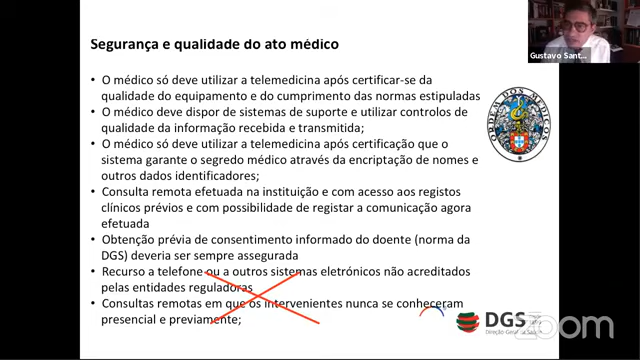 Segurança e qualidade do ato médico
• O médico só deve utilizar a telemedicina após certificar-se da
qualidade do equipamento e do cumprimento das normas estipuladas
• O médico deve dispor de sistemas de suporte e utilizar controlos de
qualidade da informação recebida e transmitida;
• O médico só deve utilizar a telemedicina após certificação que o
sistema garante o segredo médico através da encriptação de nomes e
outros dados identificadores;
• Consulta remota efetuada na instituição e com acesso aos registos
clínicos prévios e com possibilidade de registar a comunicação agora
efetuada
• Obtenção prévia de consentimento informado do doente (norma da
DGS) deveria ser sempre assegurada
• Recurso a telefone ou a outros sistemas eletrónicos não acreditados
pelas entidades reguladoras
• Consultas remotas em que os intervenientes nunca se conheceram
presencial e previamente;
Gustavo Sant...
ORDEM DOS MÉDICOS
DGS
Direção-Geral da Saúde
zoom